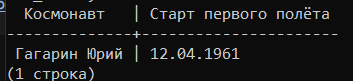 Космонавт | Старт первого полёта
--------------+----------------------
Гагарин Юрий | 12.04.1961
(1 строка)